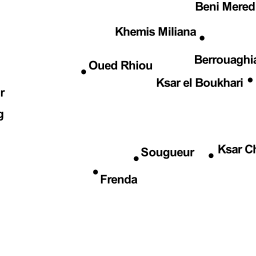 Beni Mered
Khemis Miliana
Berrouaghia
Oued Rhiou
Ksar el Boukhari
r
g
Ksar Ch
Sougueur
Frenda